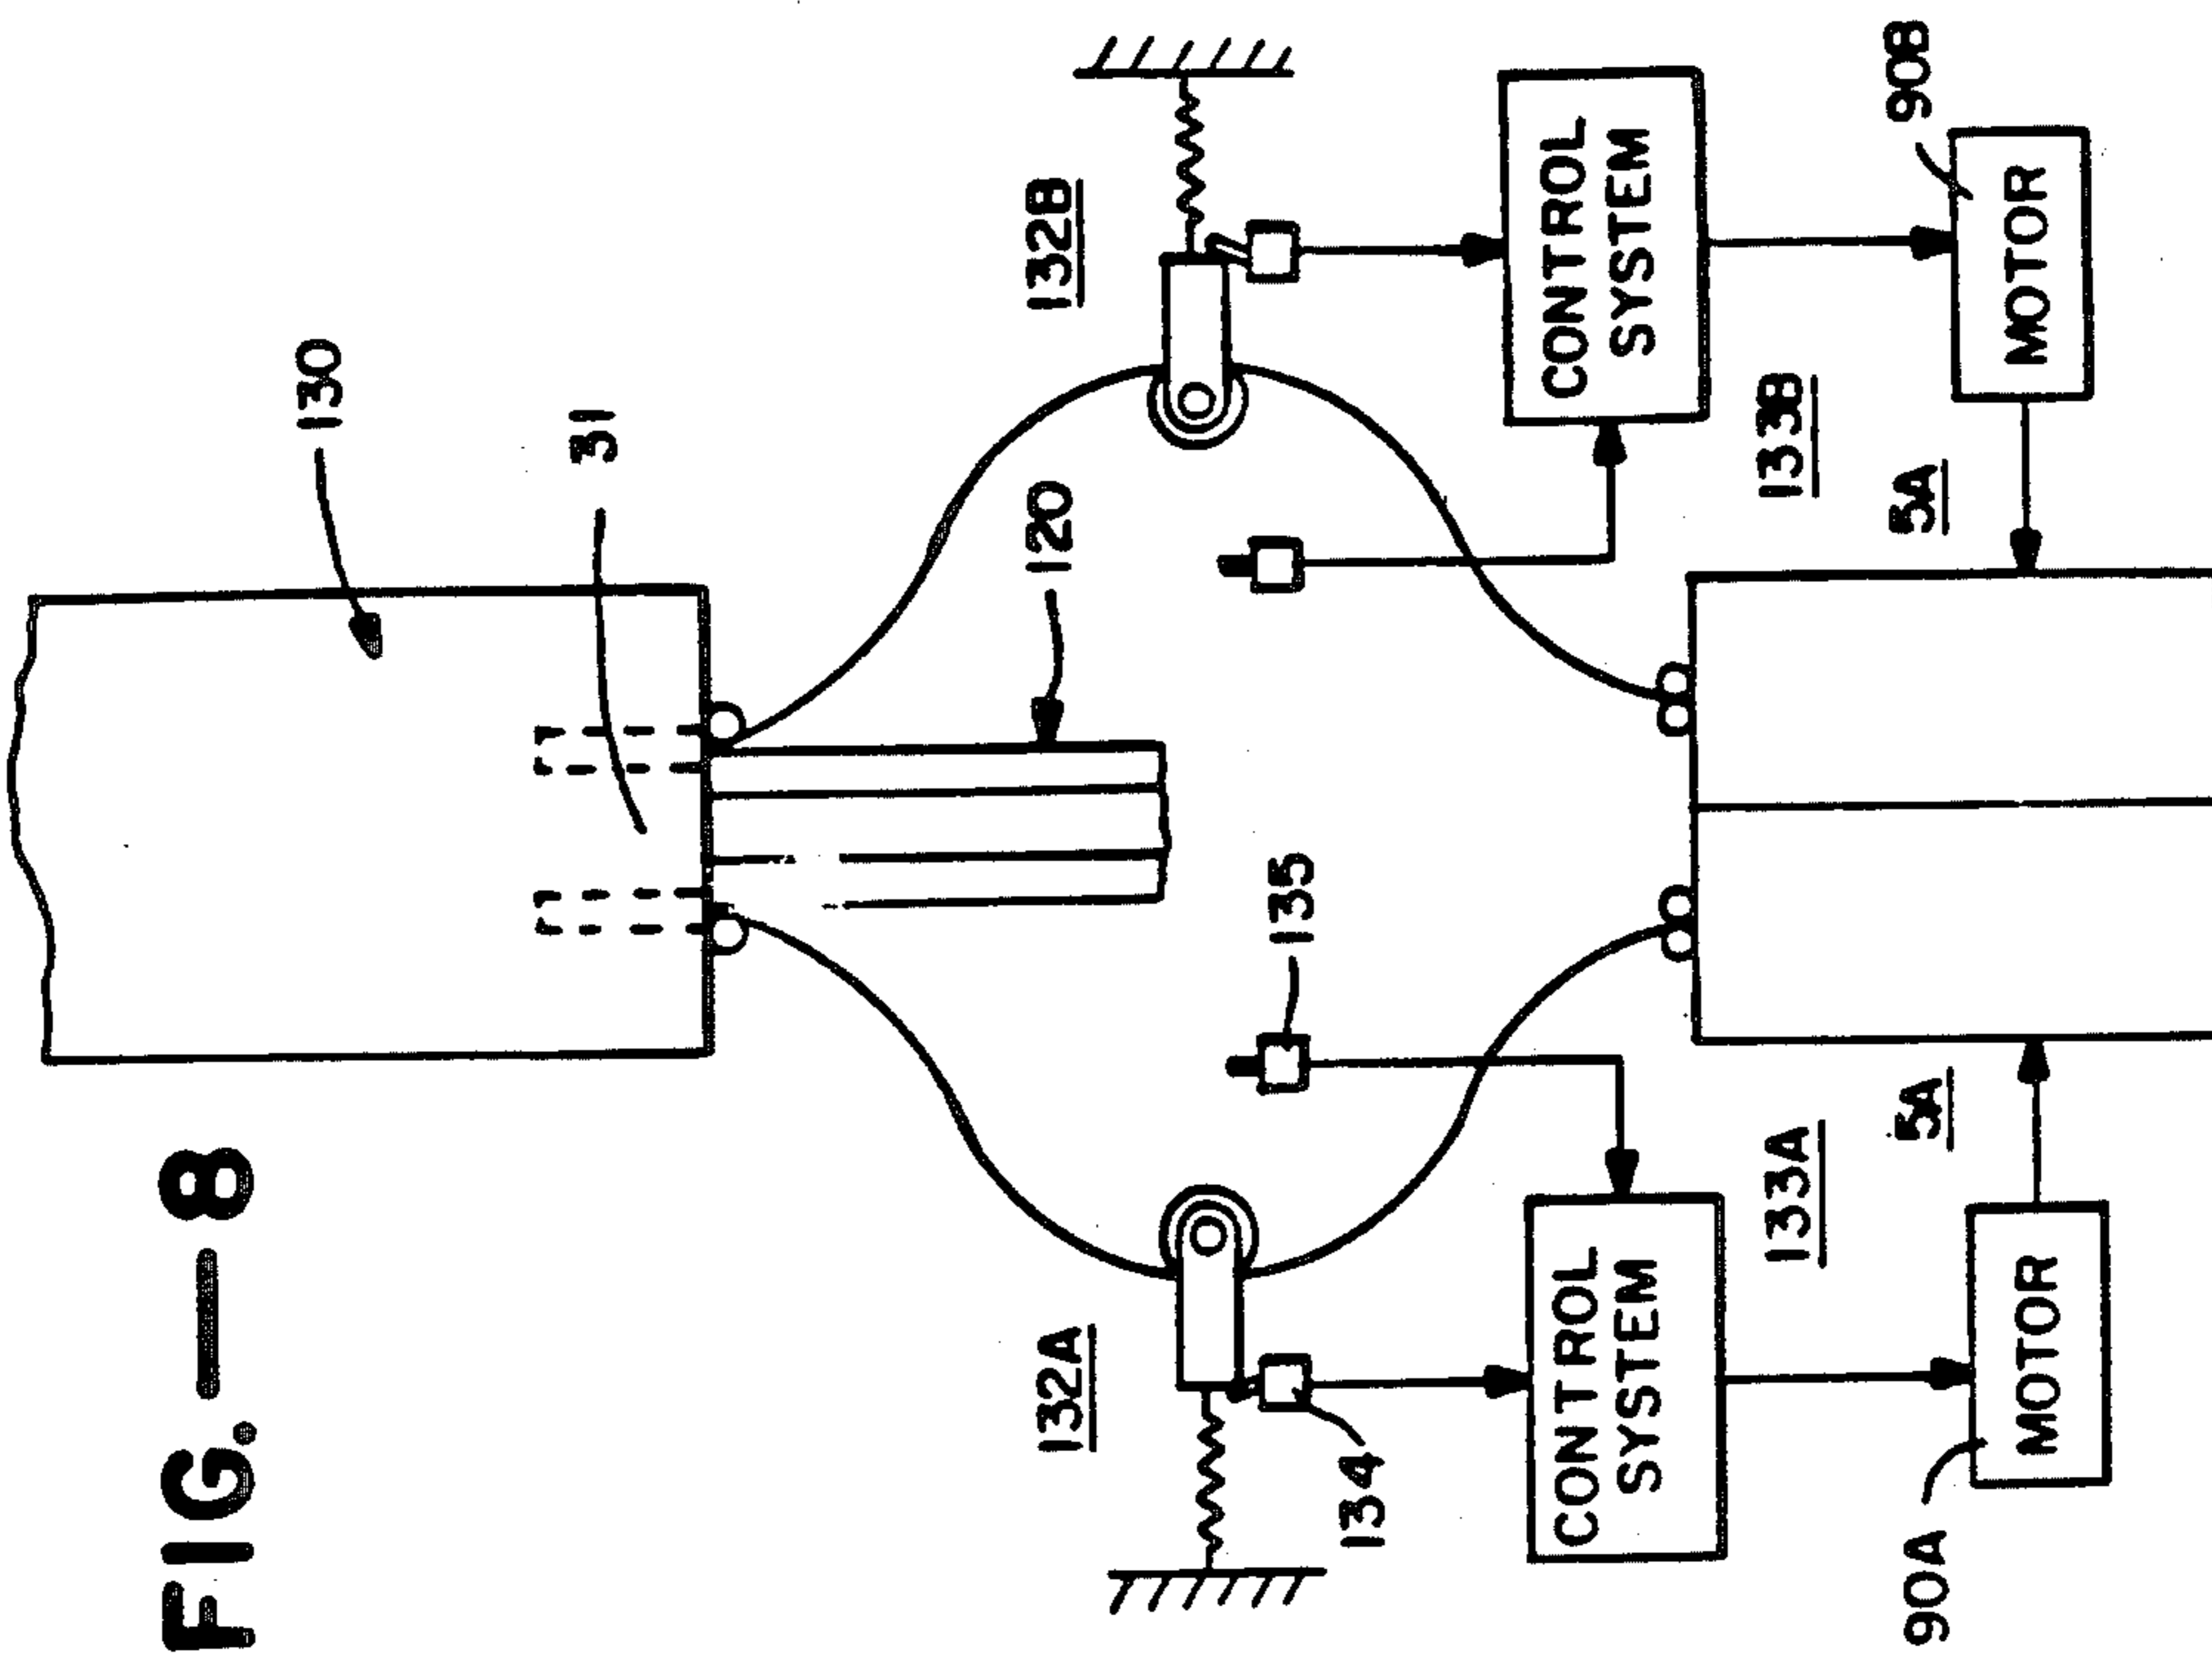 FIG.—8
130
31
120
132A
132B
134
135
CONTROL
SYSTEM
CONTROL
SYSTEM
133A
133B
90A
MOTOR
5A
5A
MOTOR
90B